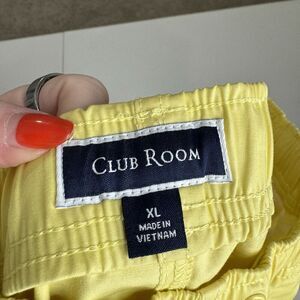 CLUB ROOM
XL
MADE IN
VIETNAM